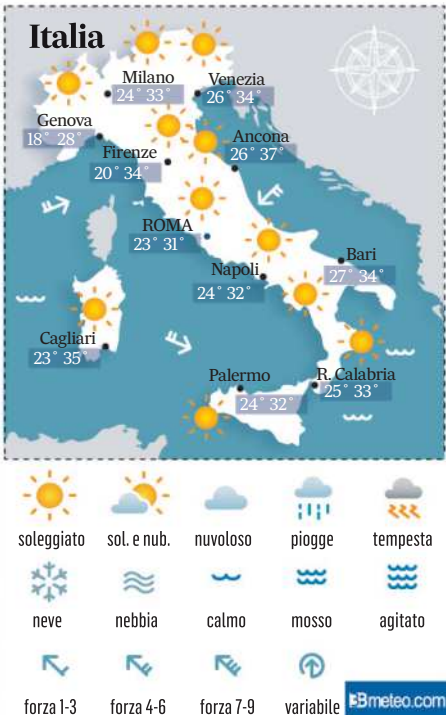 Italia
Milano
24° 33°
Venezia
26° 34°
Genova
18° 28°
Firenze
20° 34°
Ancona
26° 37°
ROMA
23° 31°
Napoli
24° 32°
Bari
27° 34°
Cagliari
23° 35°
Palermo
24° 32°
R. Calabria
25° 33°
soleggiato sol. e nub. nuvoloso piogge tempesta
neve nebbia calmo mosso agitato
forza 1-3 forza 4-6 forza 7-9 variabile
3Bmeteo.com